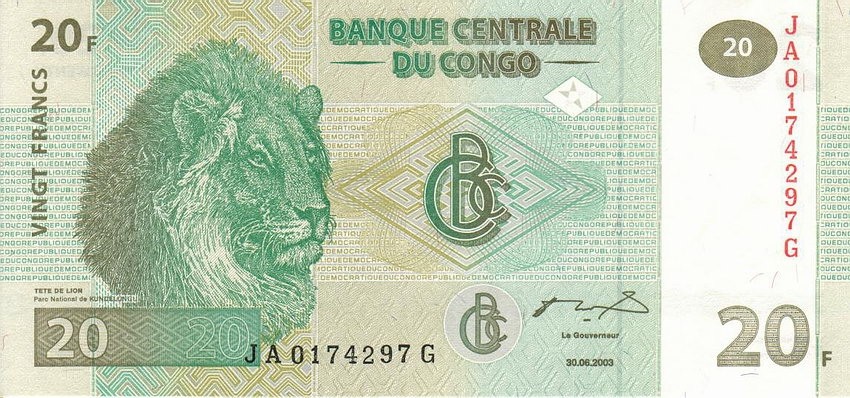 20 F
BANQUE CENTRALE
DU CONGO
20
JA0174297G
VINGT FRANCS
BCC
TETE DE LION
Parc National de KUNDELUNGU
20
20
JA0174297G
BCC
Le Gouverneur
30.06.2003
20 F